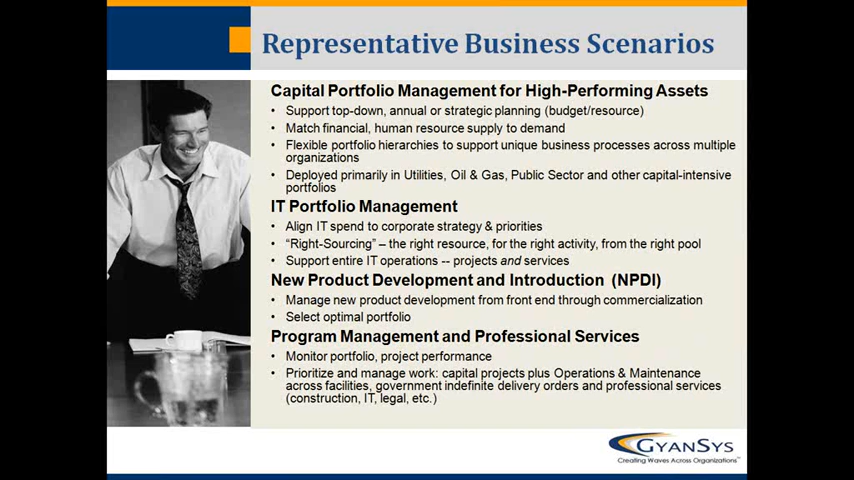 Representative Business Scenarios
Capital Portfolio Management for High-Performing Assets
• Support top-down, annual or strategic planning (budget/resource)
• Match financial, human resource supply to demand
• Flexible portfolio hierarchies to support unique business processes across multiple
organizations
• Deployed primarily in Utilities, Oil & Gas, Public Sector and other capital-intensive
portfolios
IT Portfolio Management
• Align IT spend to corporate strategy & priorities
• “Right-Sourcing” – the right resource, for the right activity, from the right pool
• Support entire IT operations -- projects and services
New Product Development and Introduction (NPDI)
• Manage new product development from front end through commercialization
• Select optimal portfolio
Program Management and Professional Services
• Monitor portfolio, project performance
• Prioritize and manage work: capital projects plus Operations & Maintenance
across facilities, government indefinite delivery orders and professional services
(construction, IT, legal, etc.)
GYANSYS
Creating Waves Across Organizations™